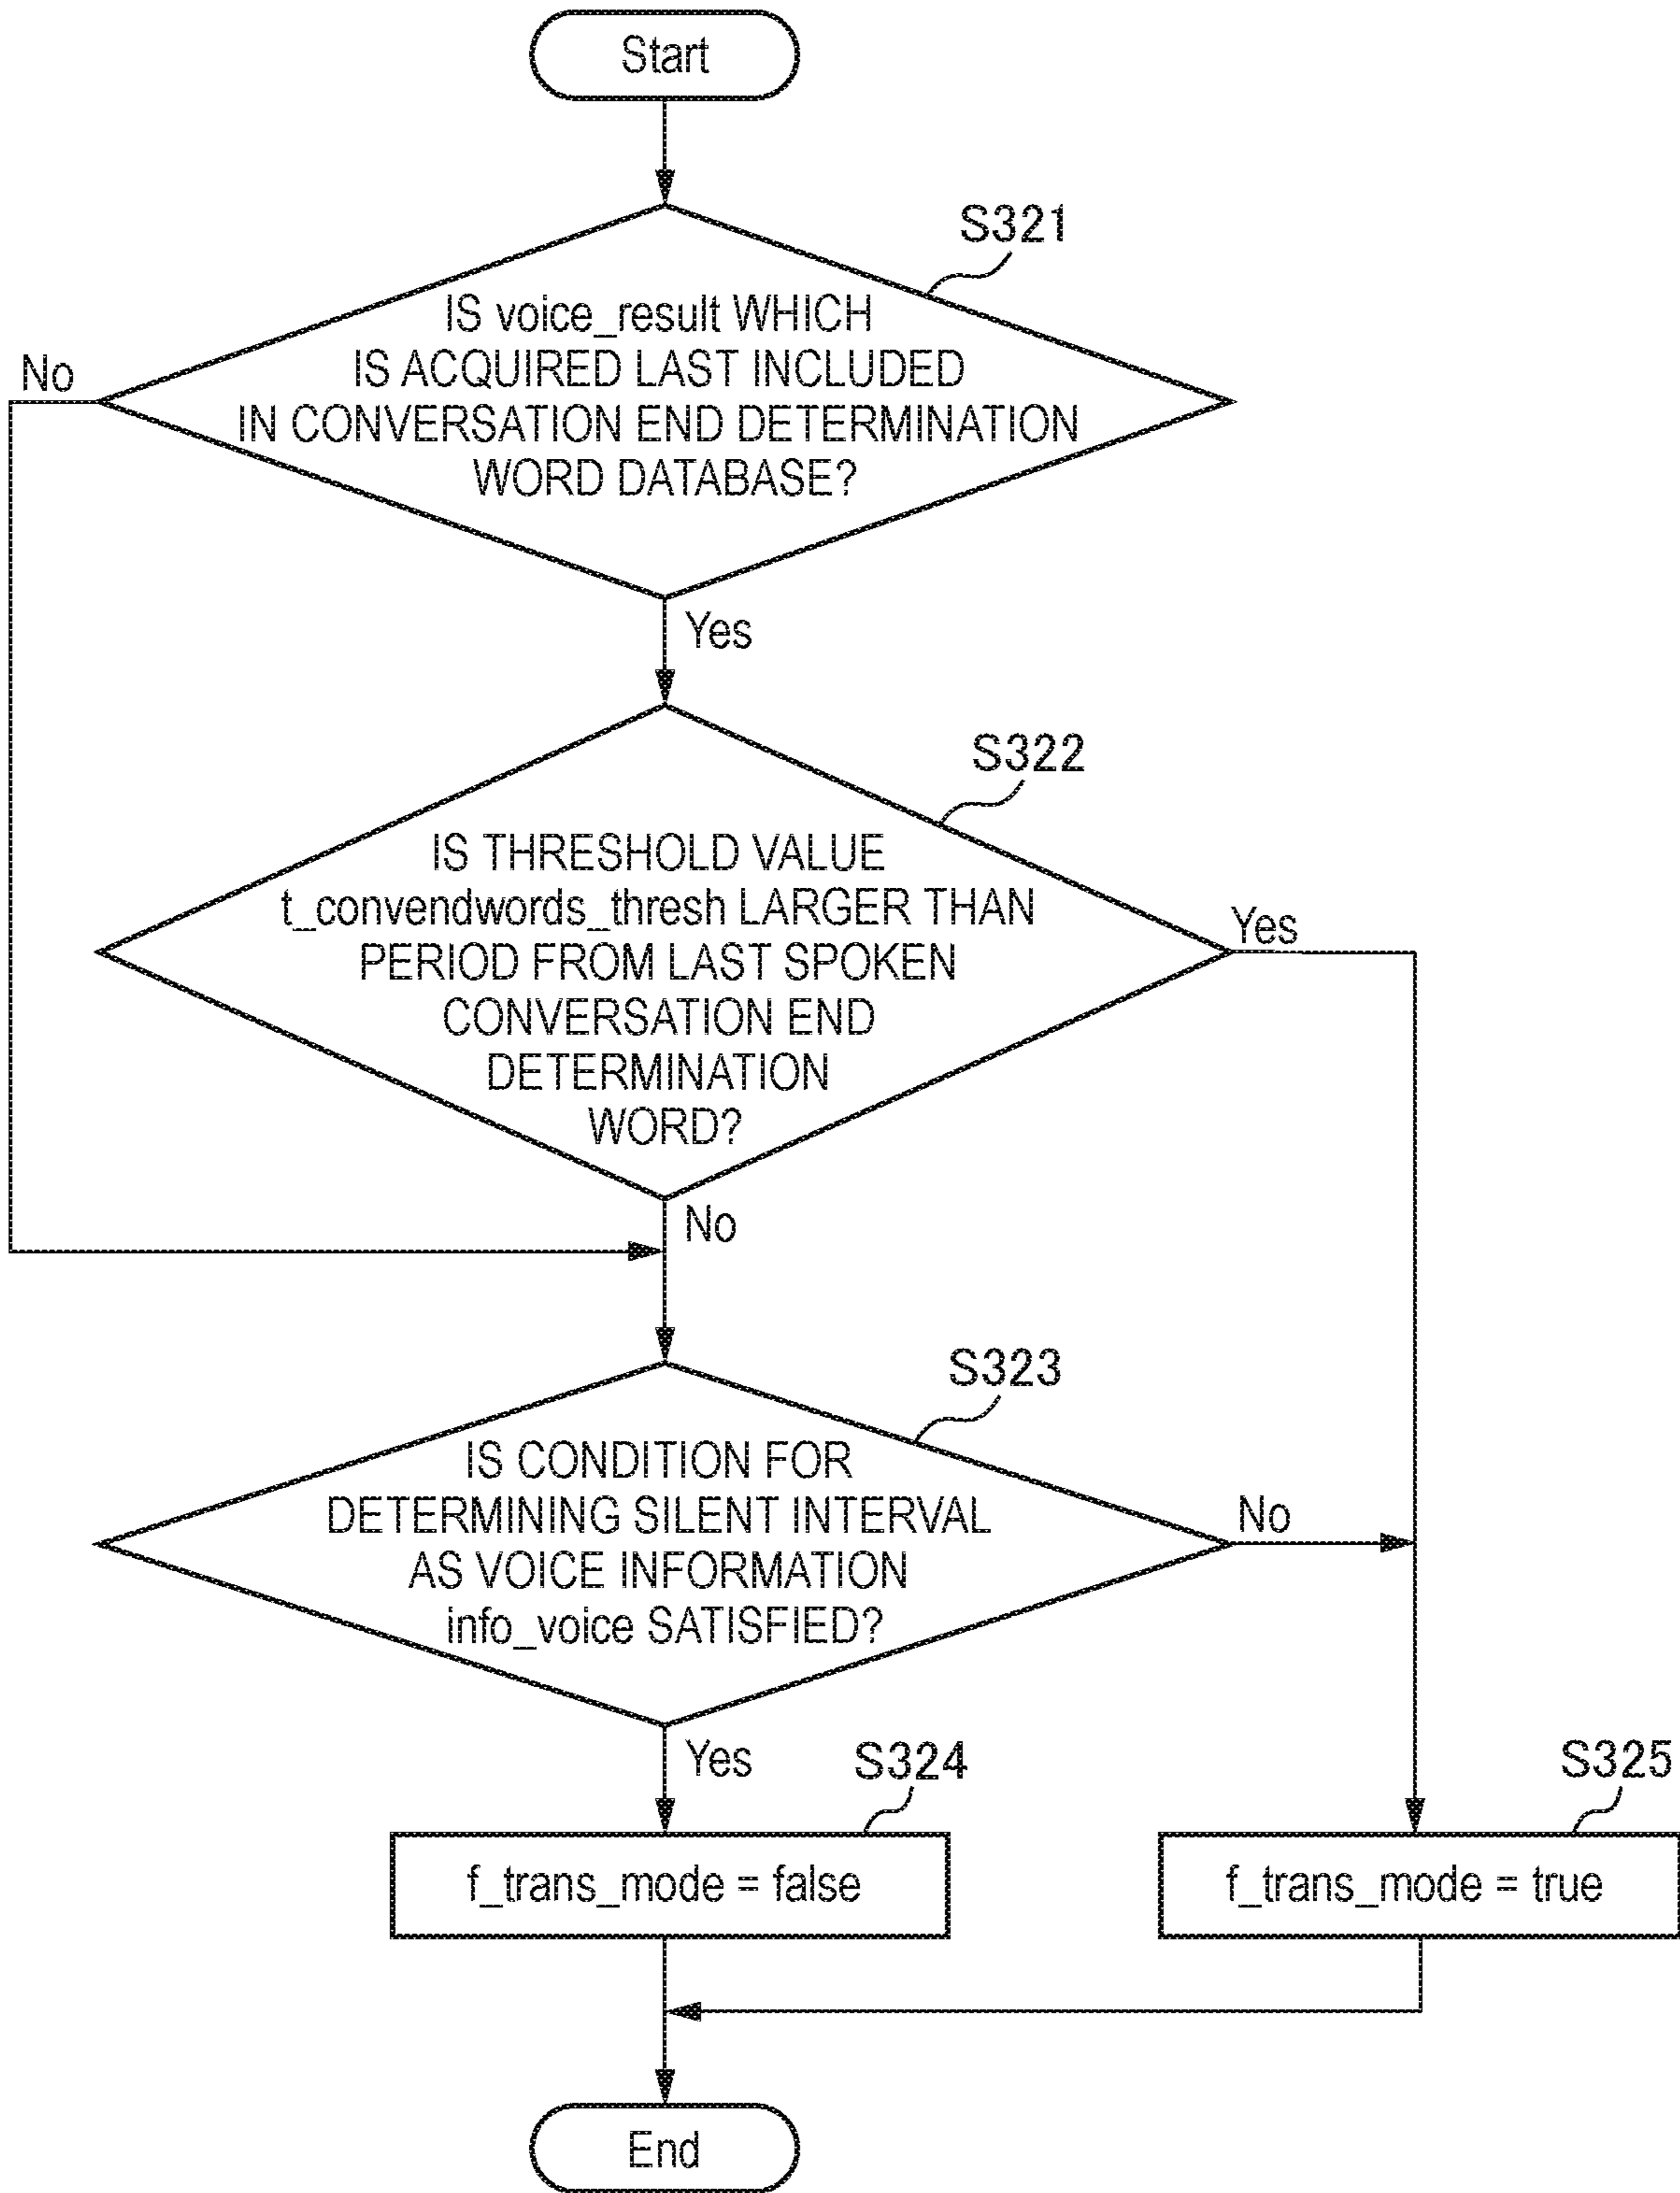 Start
S321
IS voice_result WHICH
IS ACQUIRED LAST INCLUDED
IN CONVERSATION END DETERMINATION
WORD DATABASE?
No
Yes
S322
IS THRESHOLD VALUE
t_convendwords_thresh LARGER THAN
PERIOD FROM LAST SPOKEN
CONVERSATION END
DETERMINATION
WORD?
Yes
No
S323
IS CONDITION FOR
DETERMINING SILENT INTERVAL
AS VOICE INFORMATION
info_voice SATISFIED?
No
Yes
S324
S325
f_trans_mode = false
f_trans_mode = true
End